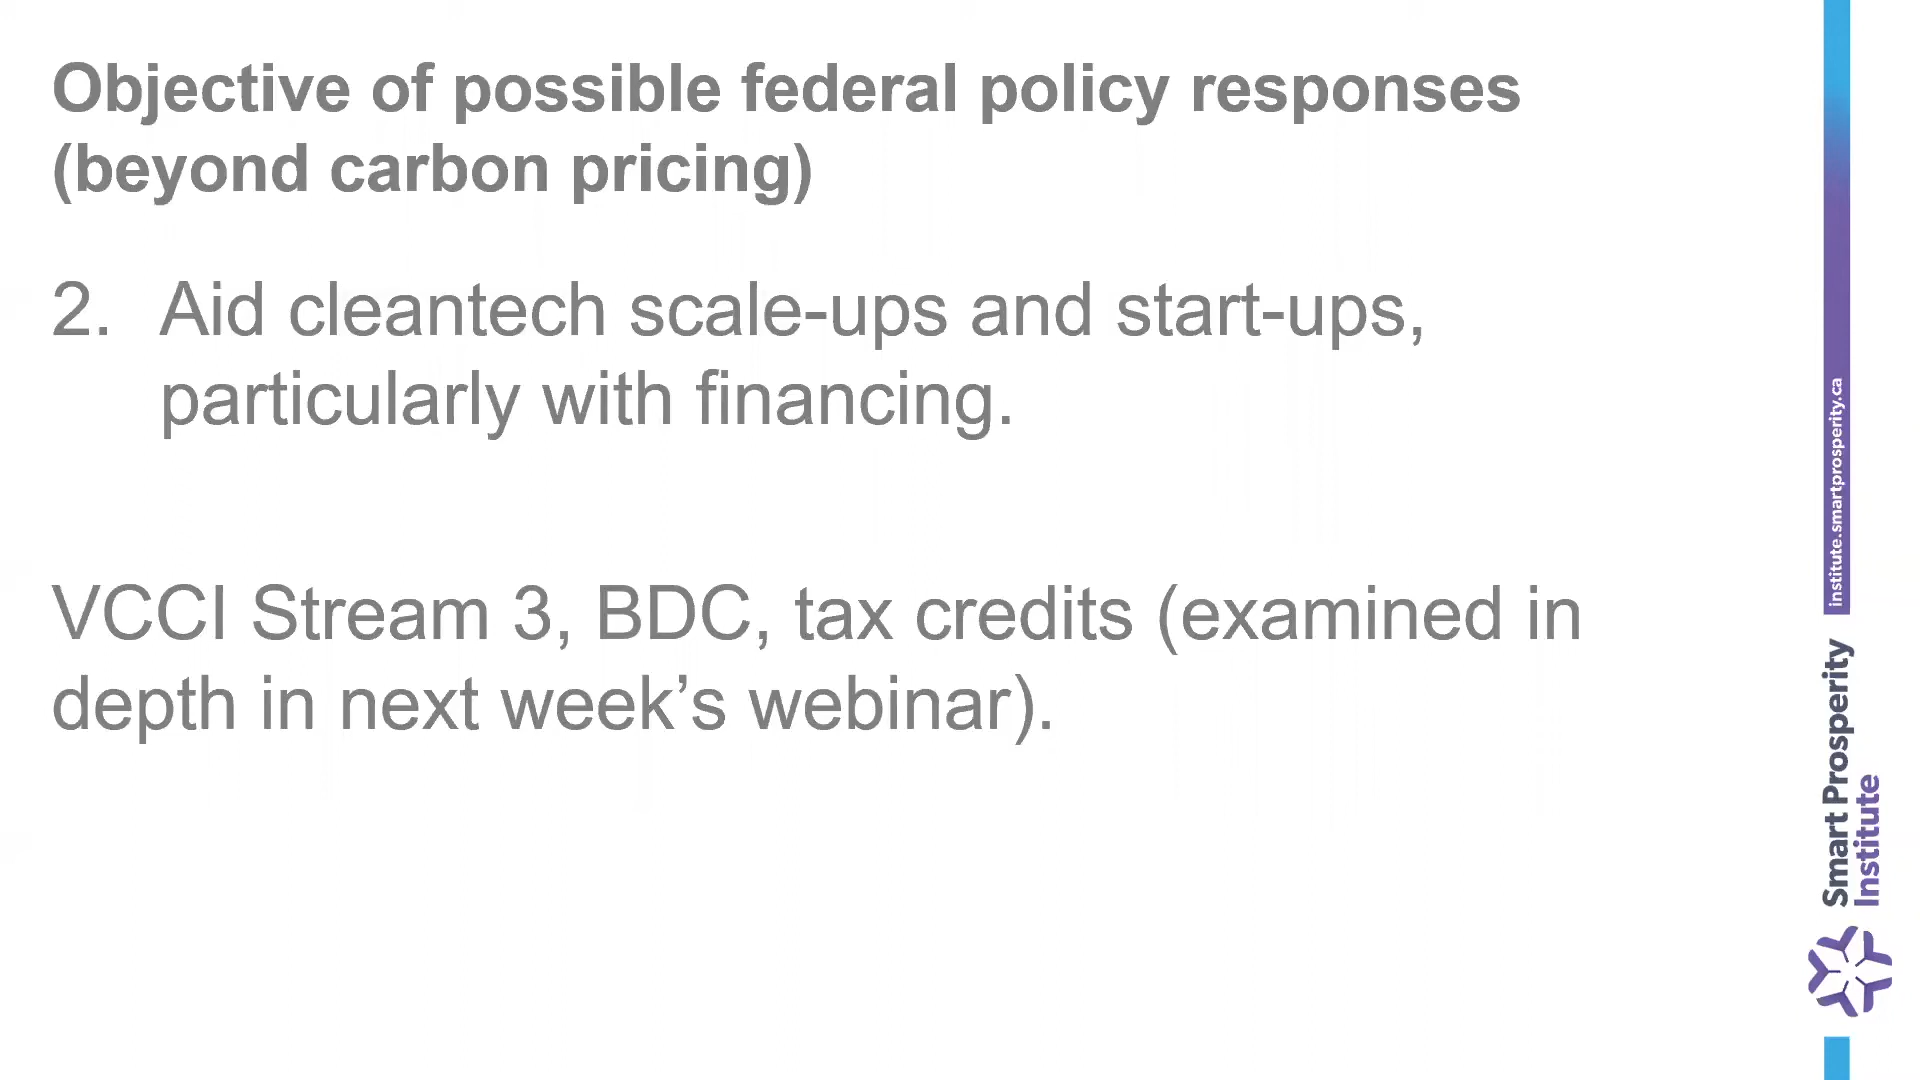 Objective of possible federal policy responses
(beyond carbon pricing)
2. Aid cleantech scale-ups and start-ups,
particularly with financing.
VCCI Stream 3, BDC, tax credits (examined in
depth in next week’s webinar).
institute.smartprosperity.ca
Smart Prosperity
Institute